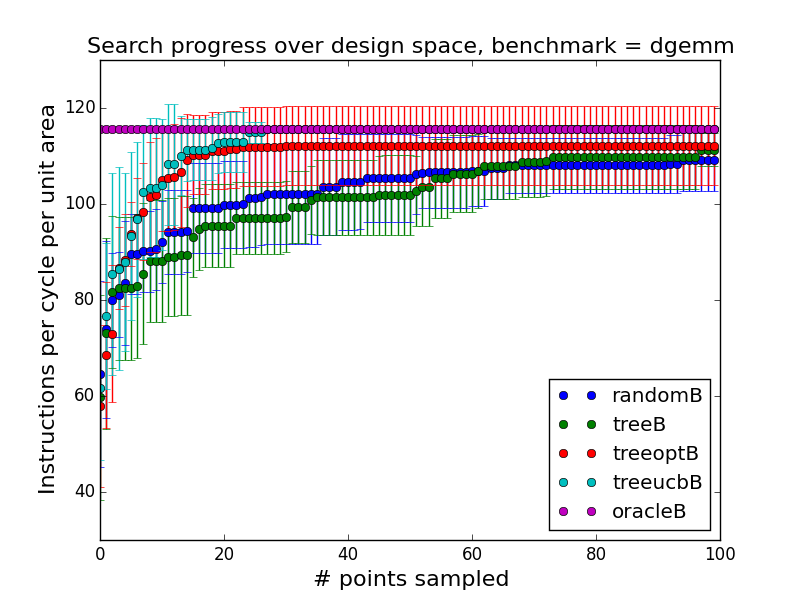 Search progress over design space, benchmark = dgemm
Instructions per cycle per unit area
120
100
80
60
40
0
20
40
60
80
100
# points sampled
randomB
treeB
treeoptB
treeucbB
oracleB